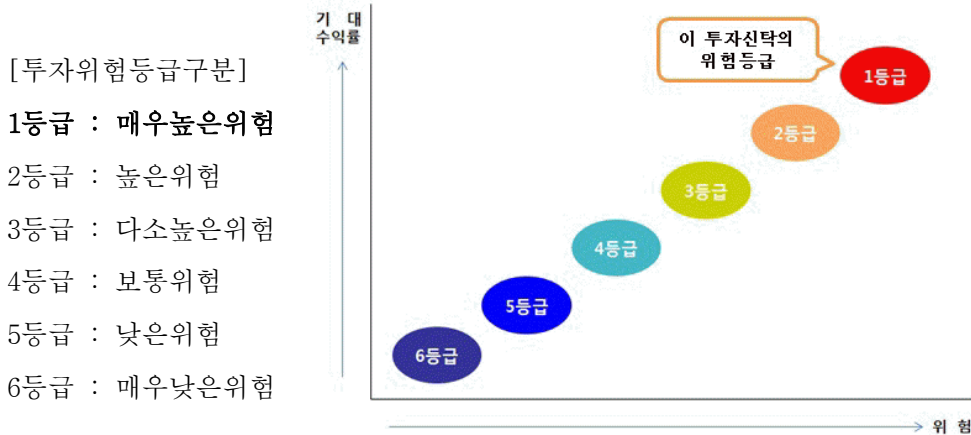 [투자위험등급구분]
1등급 : 매우높은위험
2등급 : 높은위험
3등급 : 다소높은위험
4등급 : 보통위험
5등급 : 낮은위험
6등급 : 매우낮은위험
기 대
수익률
이 투자신탁의
위험등급
1등급
2등급
3등급
4등급
5등급
6등급
위 험